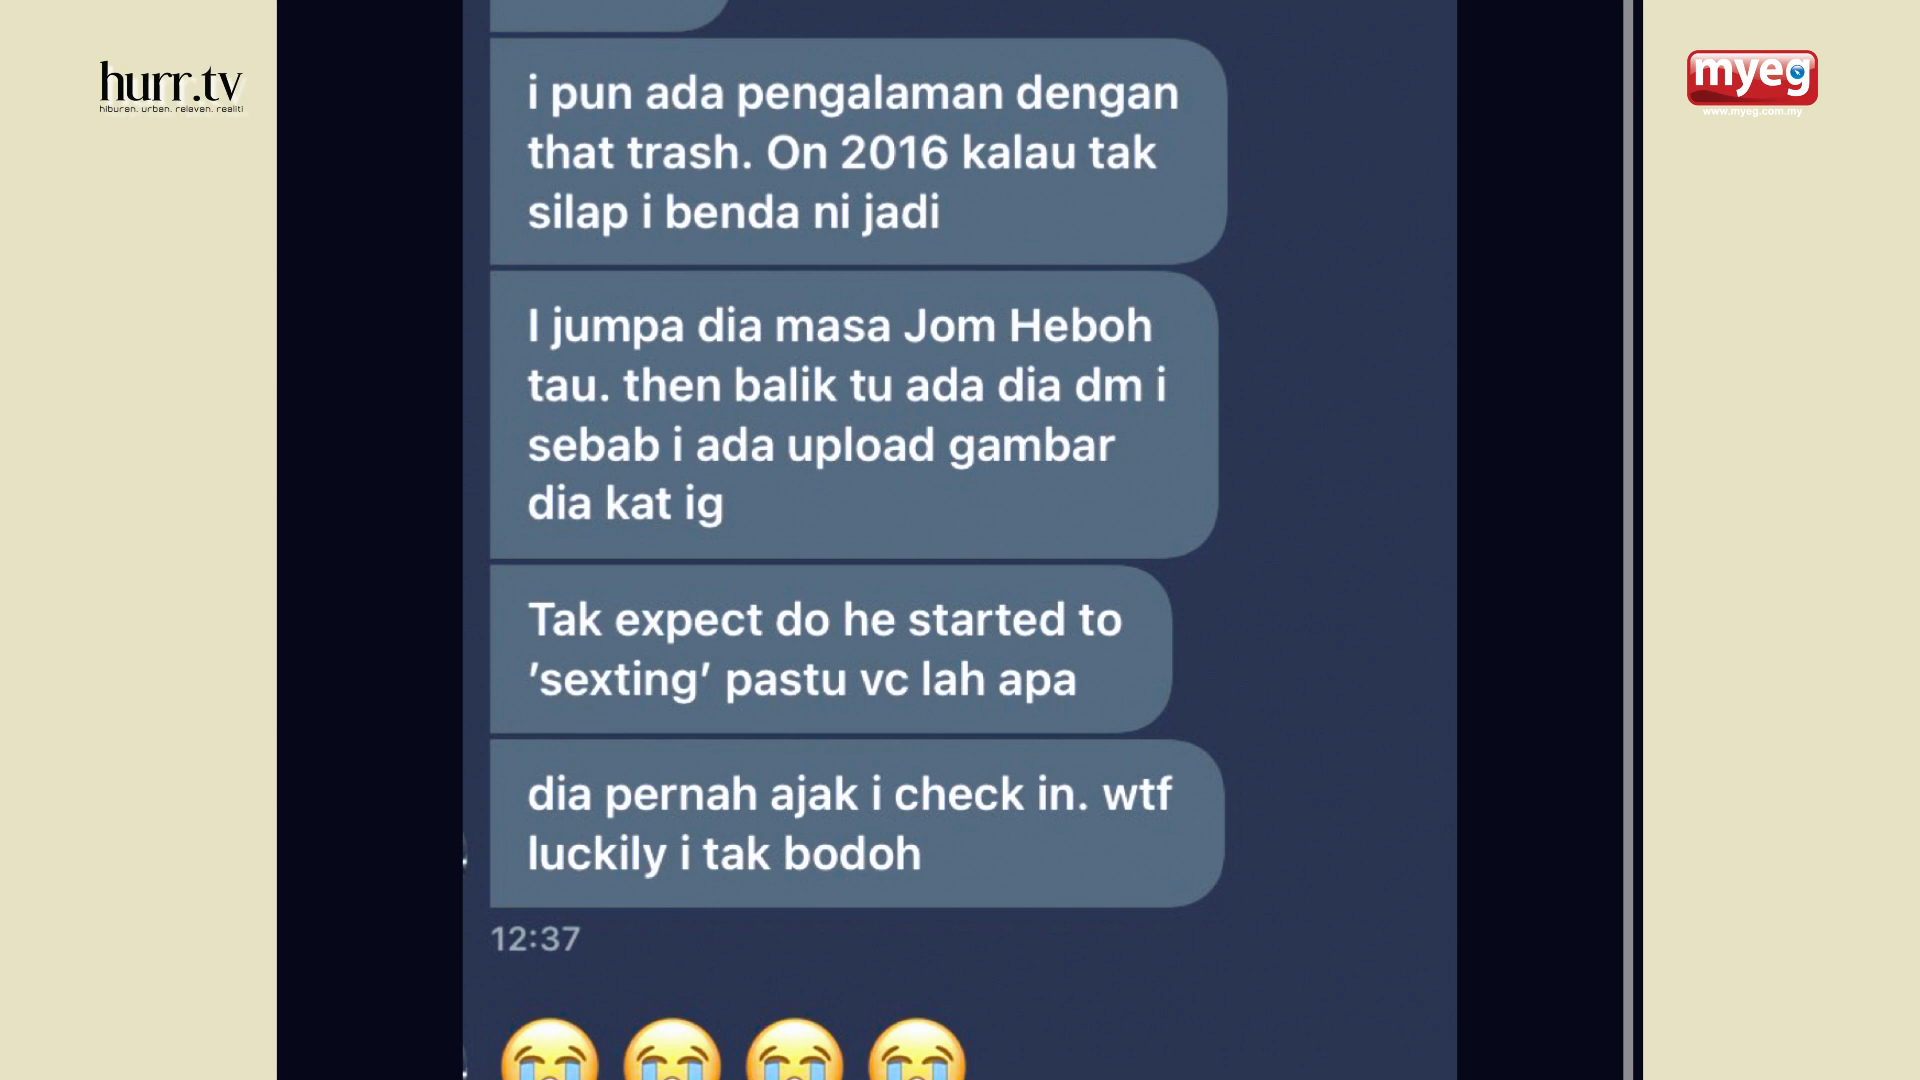 hurr.tv
hiburan. urban. relevan. realiti
myeg
www.myeg.com.my
i pun ada pengalaman dengan
that trash. On 2016 kalau tak
silap i benda ni jadi
I jumpa dia masa Jom Heboh
tau. then balik tu ada dia dm i
sebab i ada upload gambar
dia kat ig
Tak expect do he started to
'sexting' pastu vc lah apa
dia pernah ajak i check in. wtf
luckily i tak bodoh
12:37